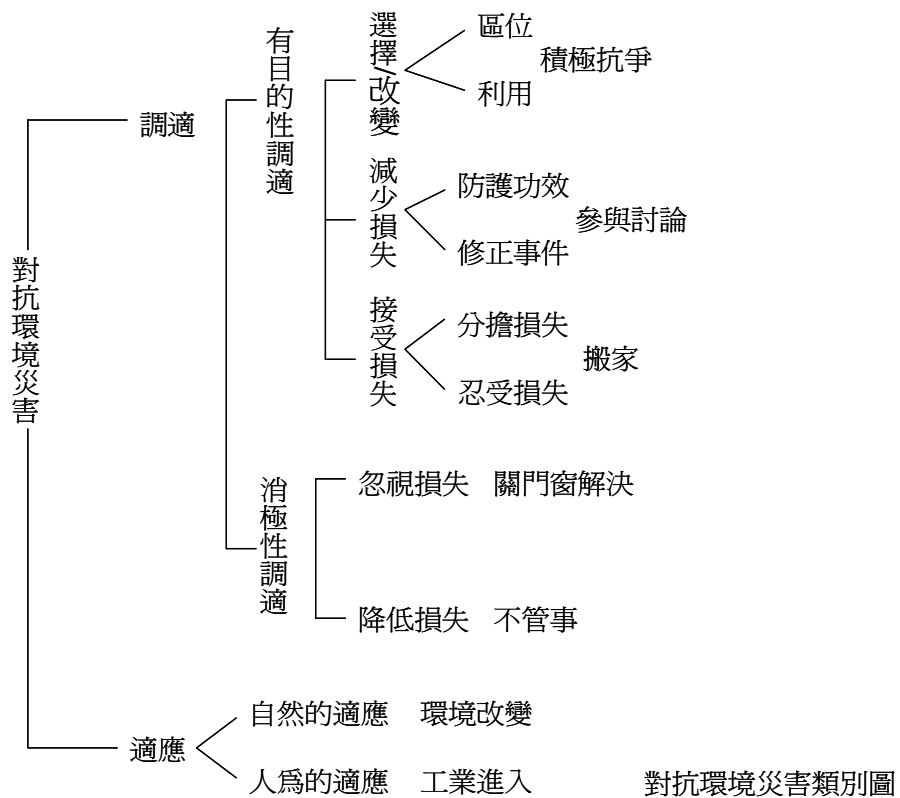 對抗環境災害
調適
有目的性調適
選擇/改變
區位
利用
積極抗爭
減少損失
防護功效
修正事件
參與討論
接受損失
分擔損失
忍受損失
搬家
消極性調適
忽視損失 關門窗解決
降低損失 不管事
適應
自然的適應 環境改變
人爲的適應 工業進入
對抗環境災害類別圖